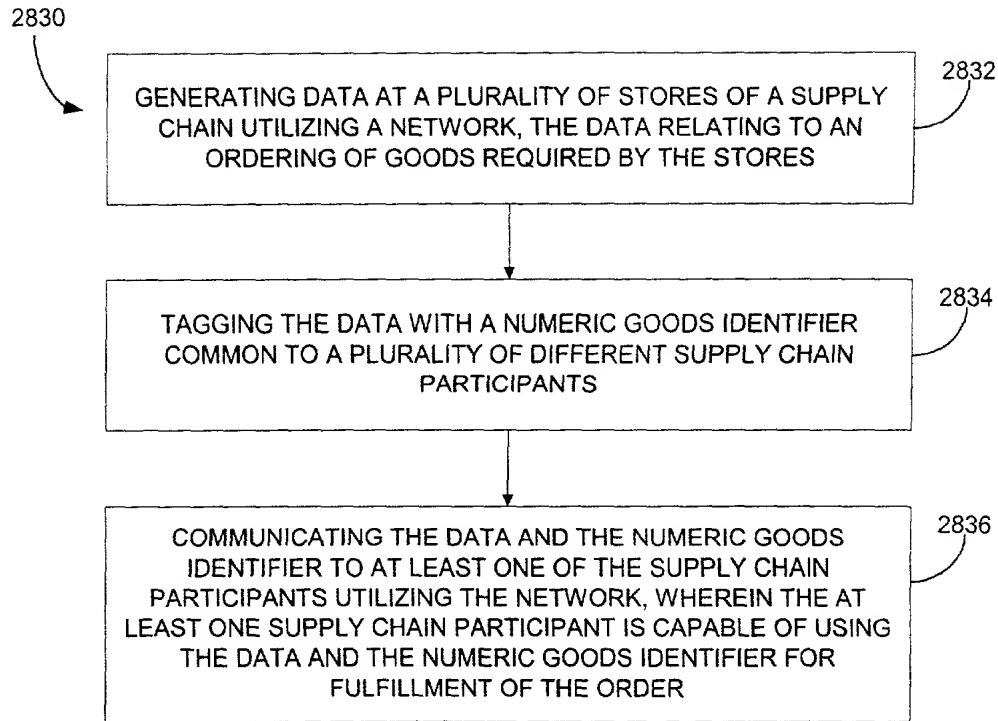 2830
2832
GENERATING DATA AT A PLURALITY OF STORES OF A SUPPLY
CHAIN UTILIZING A NETWORK, THE DATA RELATING TO AN
ORDERING OF GOODS REQUIRED BY THE STORES
2834
TAGGING THE DATA WITH A NUMERIC GOODS IDENTIFIER
COMMON TO A PLURALITY OF DIFFERENT SUPPLY CHAIN
PARTICIPANTS
2836
COMMUNICATING THE DATA AND THE NUMERIC GOODS
IDENTIFIER TO AT LEAST ONE OF THE SUPPLY CHAIN
PARTICIPANTS UTILIZING THE NETWORK, WHEREIN THE AT
LEAST ONE SUPPLY CHAIN PARTICIPANT IS CAPABLE OF USING
THE DATA AND THE NUMERIC GOODS IDENTIFIER FOR
FULFILLMENT OF THE ORDER